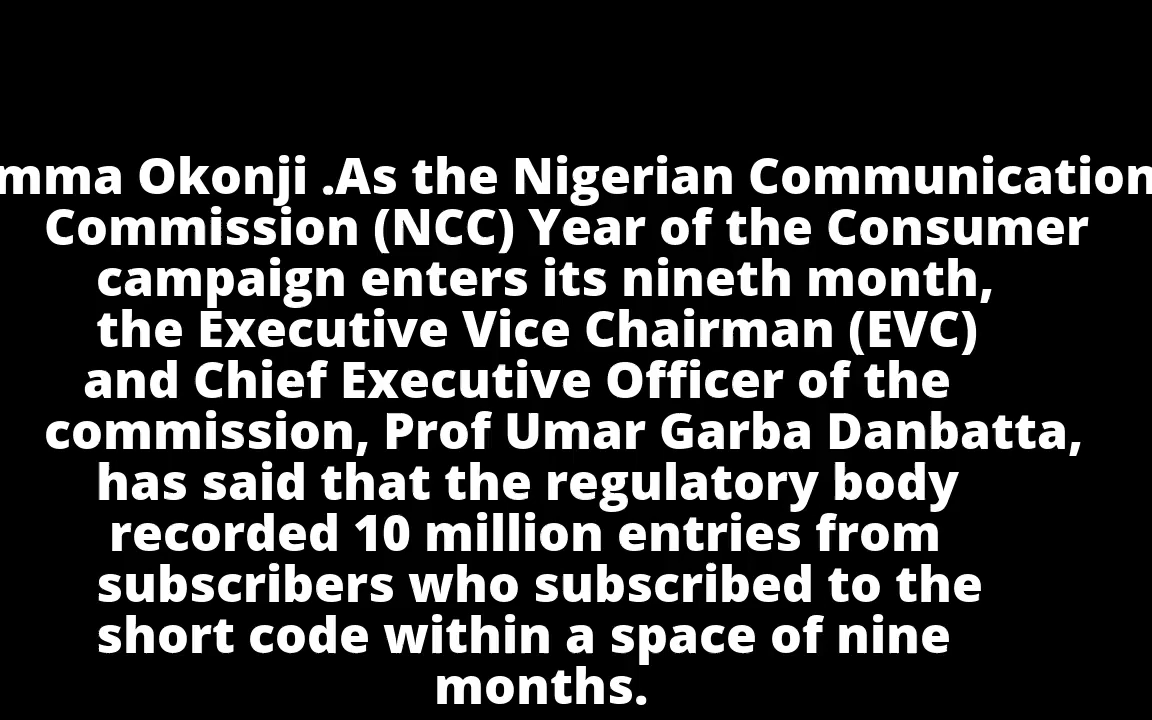 mma Okonji .As the Nigerian Communication
Commission (NCC) Year of the Consumer
campaign enters its nineth month,
the Executive Vice Chairman (EVC)
and Chief Executive Officer of the
commission, Prof Umar Garba Danbatta,
has said that the regulatory body
recorded 10 million entries from
subscribers who subscribed to the
short code within a space of nine
months.